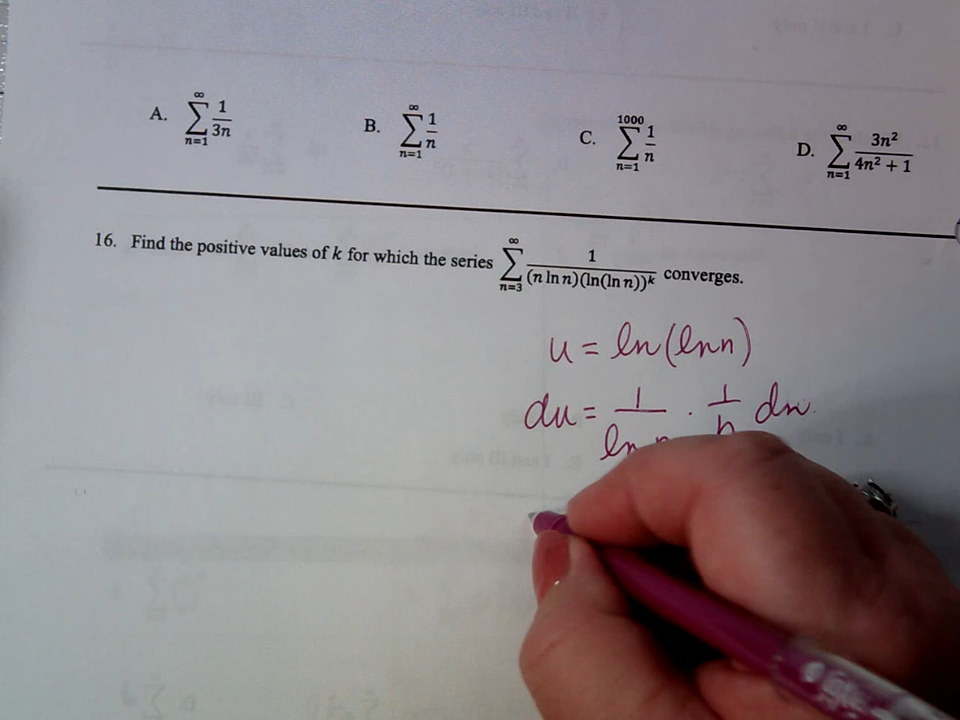 A. ∞ ∑ n=1 1/3n B. ∞ ∑ n=1 1/n C. 1000 ∑ n=1 1/n D. ∞ ∑ n=1 3n²/4n² + 1
16. Find the positive values of k for which the series ∞ ∑ n=3 1/(n ln n)(ln(ln n))ᵏ converges.
u = ln(ln n)
du = 1/ln n · 1/n dn